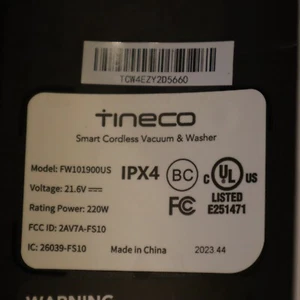 TCW4EZY2D5660
TINECO
Smart Cordless Vacuum & Washer
Model: FW101900US
Voltage: 21.6V
Rating Power: 220W
FCC ID: 2AV7A-FS10
IC: 26039-FS10
IPX4
BC
FC
C UL US
LISTED
E251471
Made in China
2023.44
WARNING